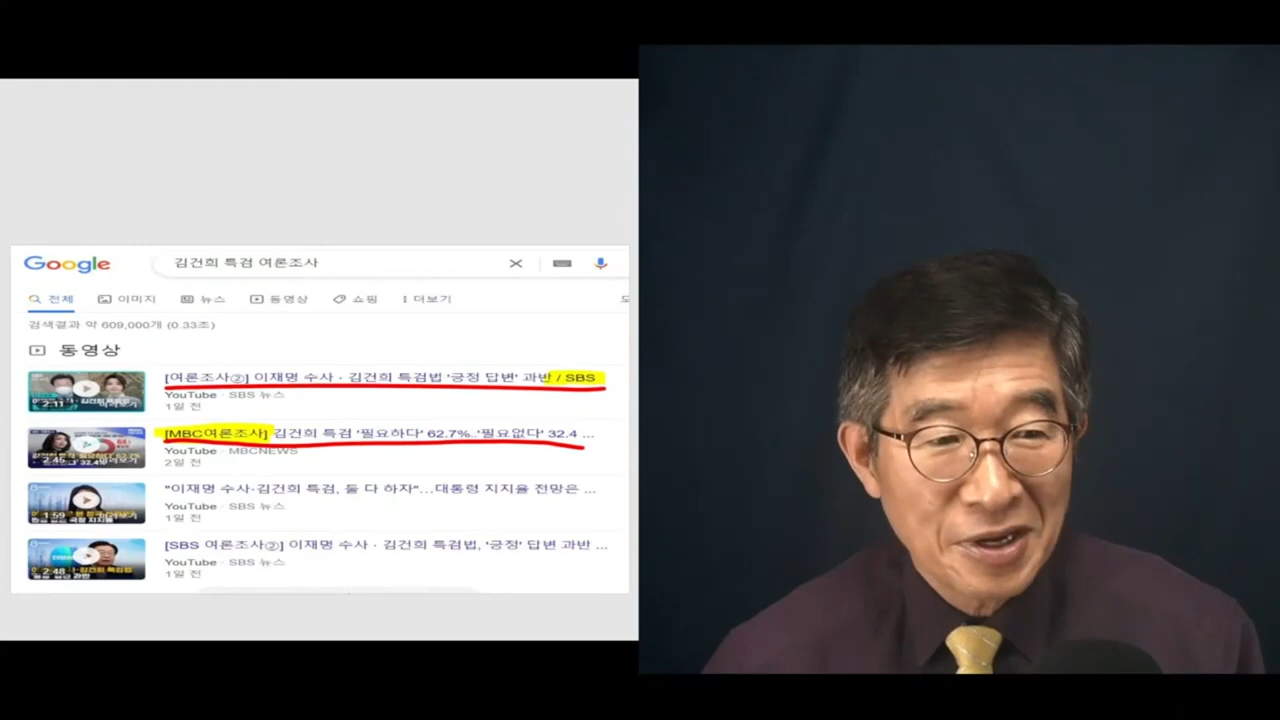 Google
김건희 특검 여론조사
전체 이미지 뉴스 동영상 쇼핑 더보기
검색결과 약 609,000개 (0.33초)
동영상
[여론조사②] 이재명 수사 · 김건희 특검법 '긍정 답변' 과반 / SBS
YouTube · SBS 뉴스
1일 전
2:11
[MBC여론조사] 김건희 특검 '필요하다' 62.7%..'필요없다' 32.4 ...
YouTube · MBCNEWS
2일 전
2:45
"이재명 수사·김건희 특검, 둘 다 하자"…대통령 지지율 전망은 ...
YouTube · SBS 뉴스
1일 전
1:59
[SBS 여론조사②] 이재명 수사 · 김건희 특검법, '긍정' 답변 과반 ...
YouTube · SBS 뉴스
1일 전
2:48